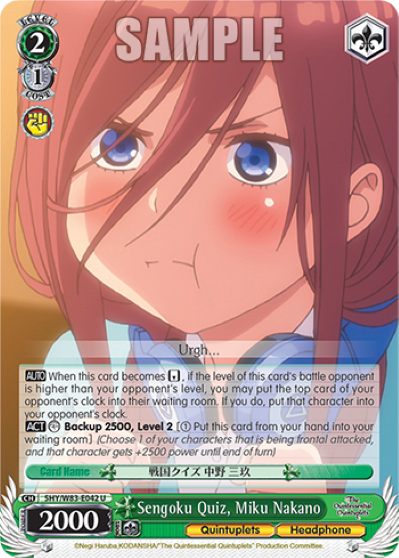 LEVEL
2
SAMPLE
1
COST
Urgh...
AUTO When this card becomes, if the level of this card's battle opponent
is higher than your opponent's level, you may put the top card of your
opponent's clock into their waiting room. If you do, put that character into
your opponent's clock.
ACT Backup 2500, Level 2 [① Put this card from your hand into your
waiting room] (Choose 1 of your characters that is being frontal attacked,
and that character gets +2500 power until end of turn)
Card Name 戦国クイズ 中野 三玖
CH 5HY/W83-E042 U
Sengoku Quiz, Miku Nakano
The Quintessential Quintuplets
2000
Quintuplets Headphone
©Negi Haruba,KODANSHA/"The Quintessential Quintuplets" Production Committee